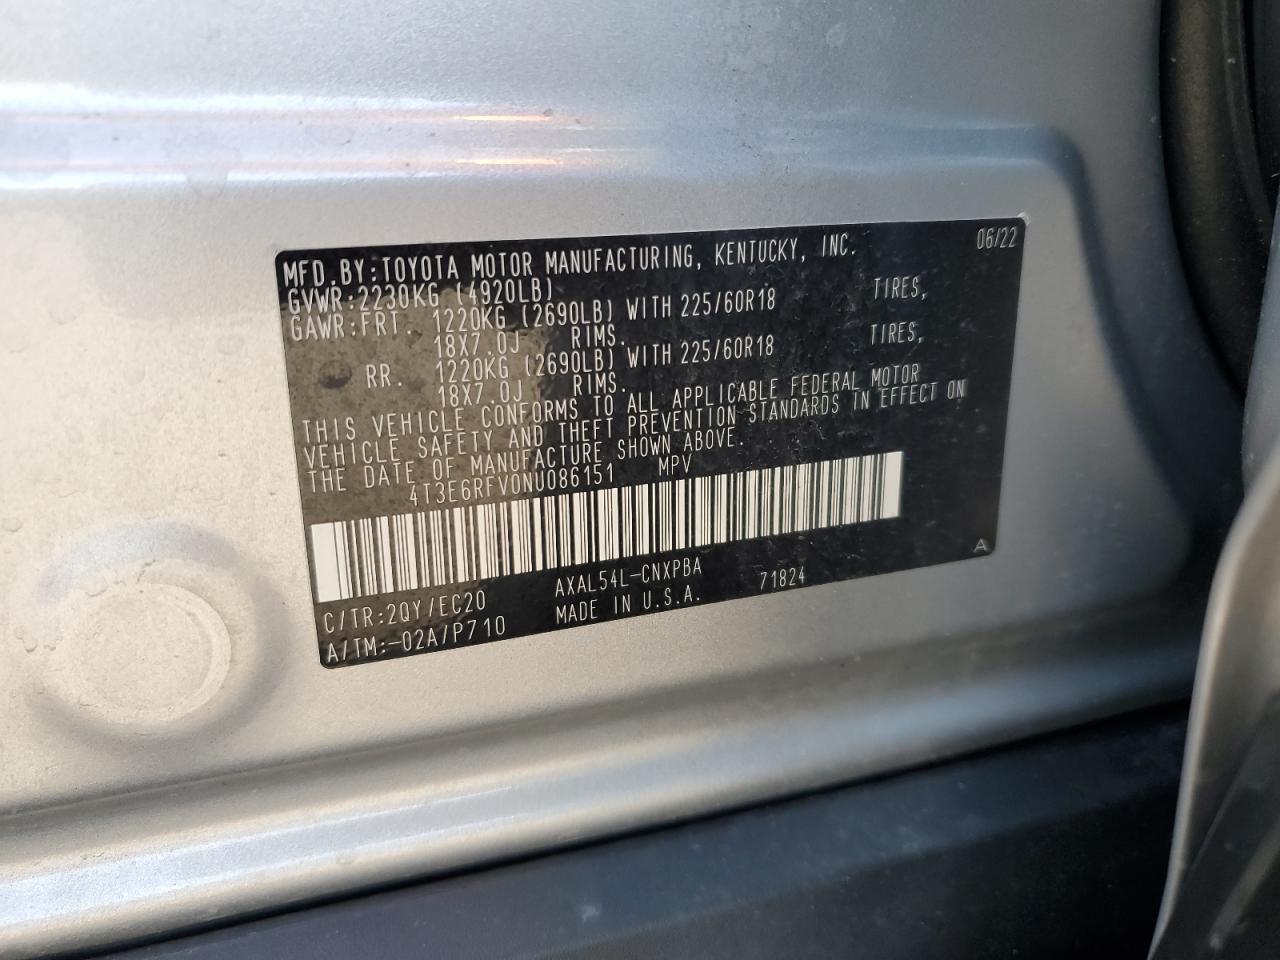 MFD.BY:TOYOTA MOTOR MANUFACTURING, KENTUCKY, INC. 06/22
GVWR:2230KG (4920LB)
GAWR:FRT. 1220KG (2690LB) WITH 225/60R18 TIRES,
18X7.0J RIMS.
RR. 1220KG (2690LB) WITH 225/60R18 TIRES,
18X7.0J RIMS.
THIS VEHICLE CONFORMS TO ALL APPLICABLE FEDERAL MOTOR
VEHICLE SAFETY AND THEFT PREVENTION STANDARDS IN EFFECT ON
THE DATE OF MANUFACTURE SHOWN ABOVE.
4T3E6RFV0NU086151 MPV
C/TR:2QY/EC20 AXAL54L-CNXPBA 71824 A
A/TM:-02A/P710 MADE IN U.S.A.